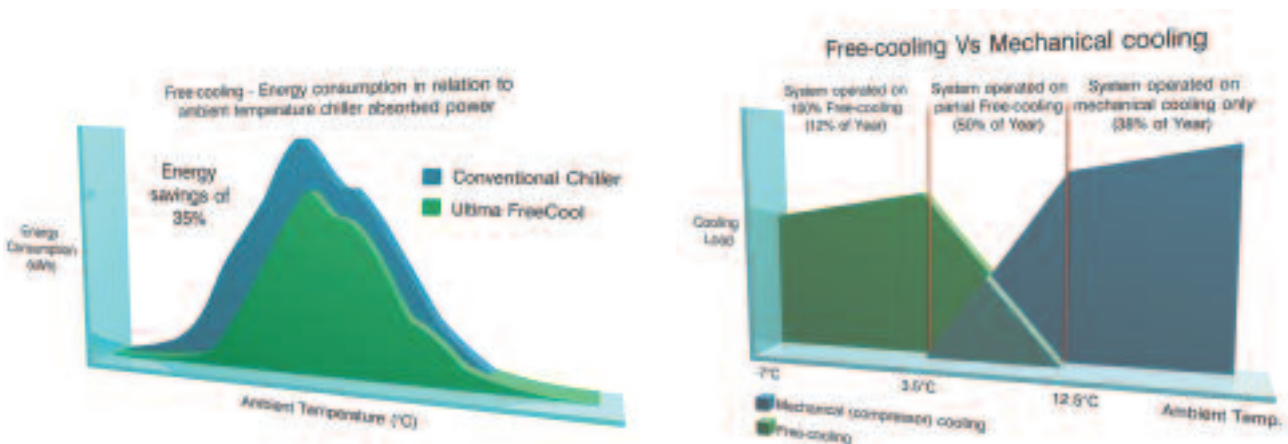 Free-cooling – Energy consumption in relation to
ambient temperature chiller absorbed power
Energy
savings of
35%
Conventional Chiller
Ultima FreeCool
Energy
Consumption
(kWh)
Ambient Temperature (°C)
Free-cooling Vs Mechanical cooling
System operated on
100% Free-cooling
(12% of Year)
System operated on
partial Free-cooling
(50% of Year)
System operated on
mechanical cooling only
(38% of Year)
Cooling
Load
-7°C
3.5°C
12.5°C
Ambient Temp.
Mechanical (compressor) cooling
Free-cooling